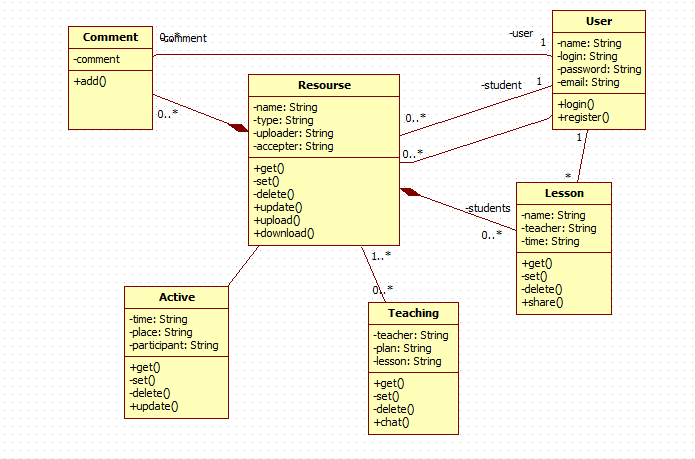 Comment
-comment
+add()
0..*
-comment
-user
1
User
-name: String
-login: String
-password: String
-email: String
+login()
+register()
Resourse
-name: String
-type: String
-uploader: String
-accepter: String
+get()
-set()
-delete()
+update()
+upload()
+download()
0..*
-student
1
0..*
0..*
1
*
Lesson
-name: String
-teacher: String
-time: String
+get()
-set()
-delete()
+share()
-students
0..*
1..*
0..*
Active
-time: String
-place: String
-participant: String
+get()
-set()
-delete()
+update()
Teaching
-teacher: String
-plan: String
-lesson: String
+get()
-set()
-delete()
+chat()